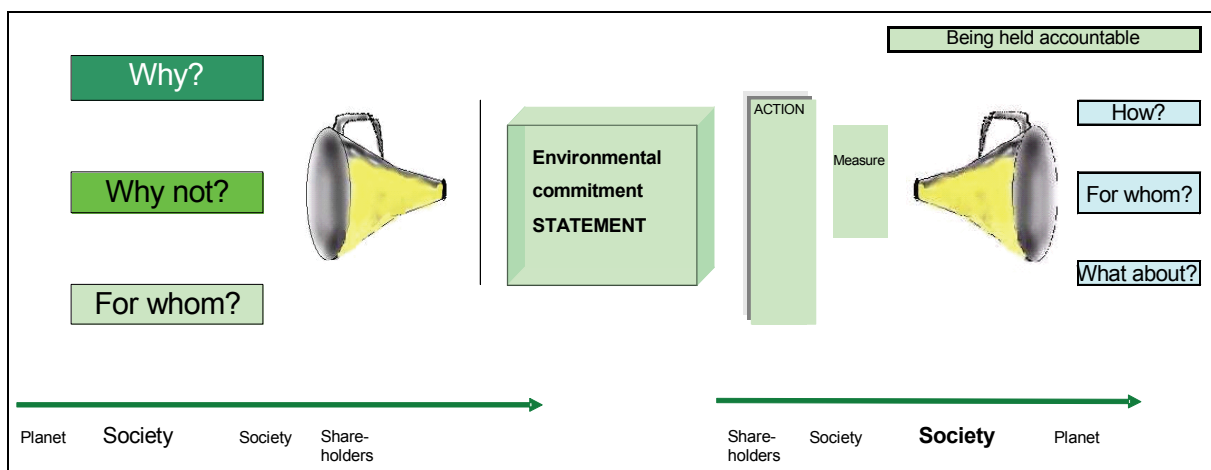 Being held accountable
Why?
Why not?
For whom?
Environmental
commitment
STATEMENT
ACTION
Measure
How?
For whom?
What about?
Planet
Society
Society
Share-
holders
Share-
holders
Society
Society
Planet